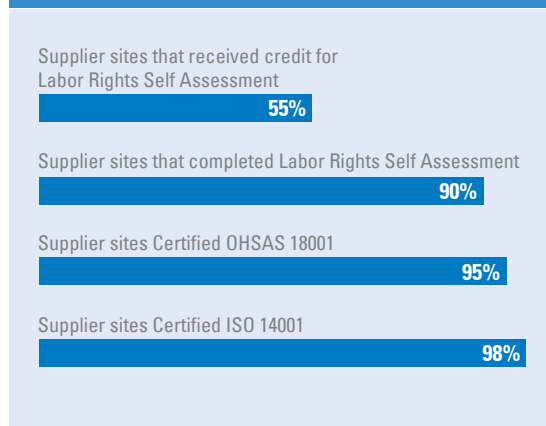 Supplier sites that received credit for
Labor Rights Self Assessment
55%
Supplier sites that completed Labor Rights Self Assessment
90%
Supplier sites Certified OHSAS 18001
95%
Supplier sites Certified ISO 14001
98%